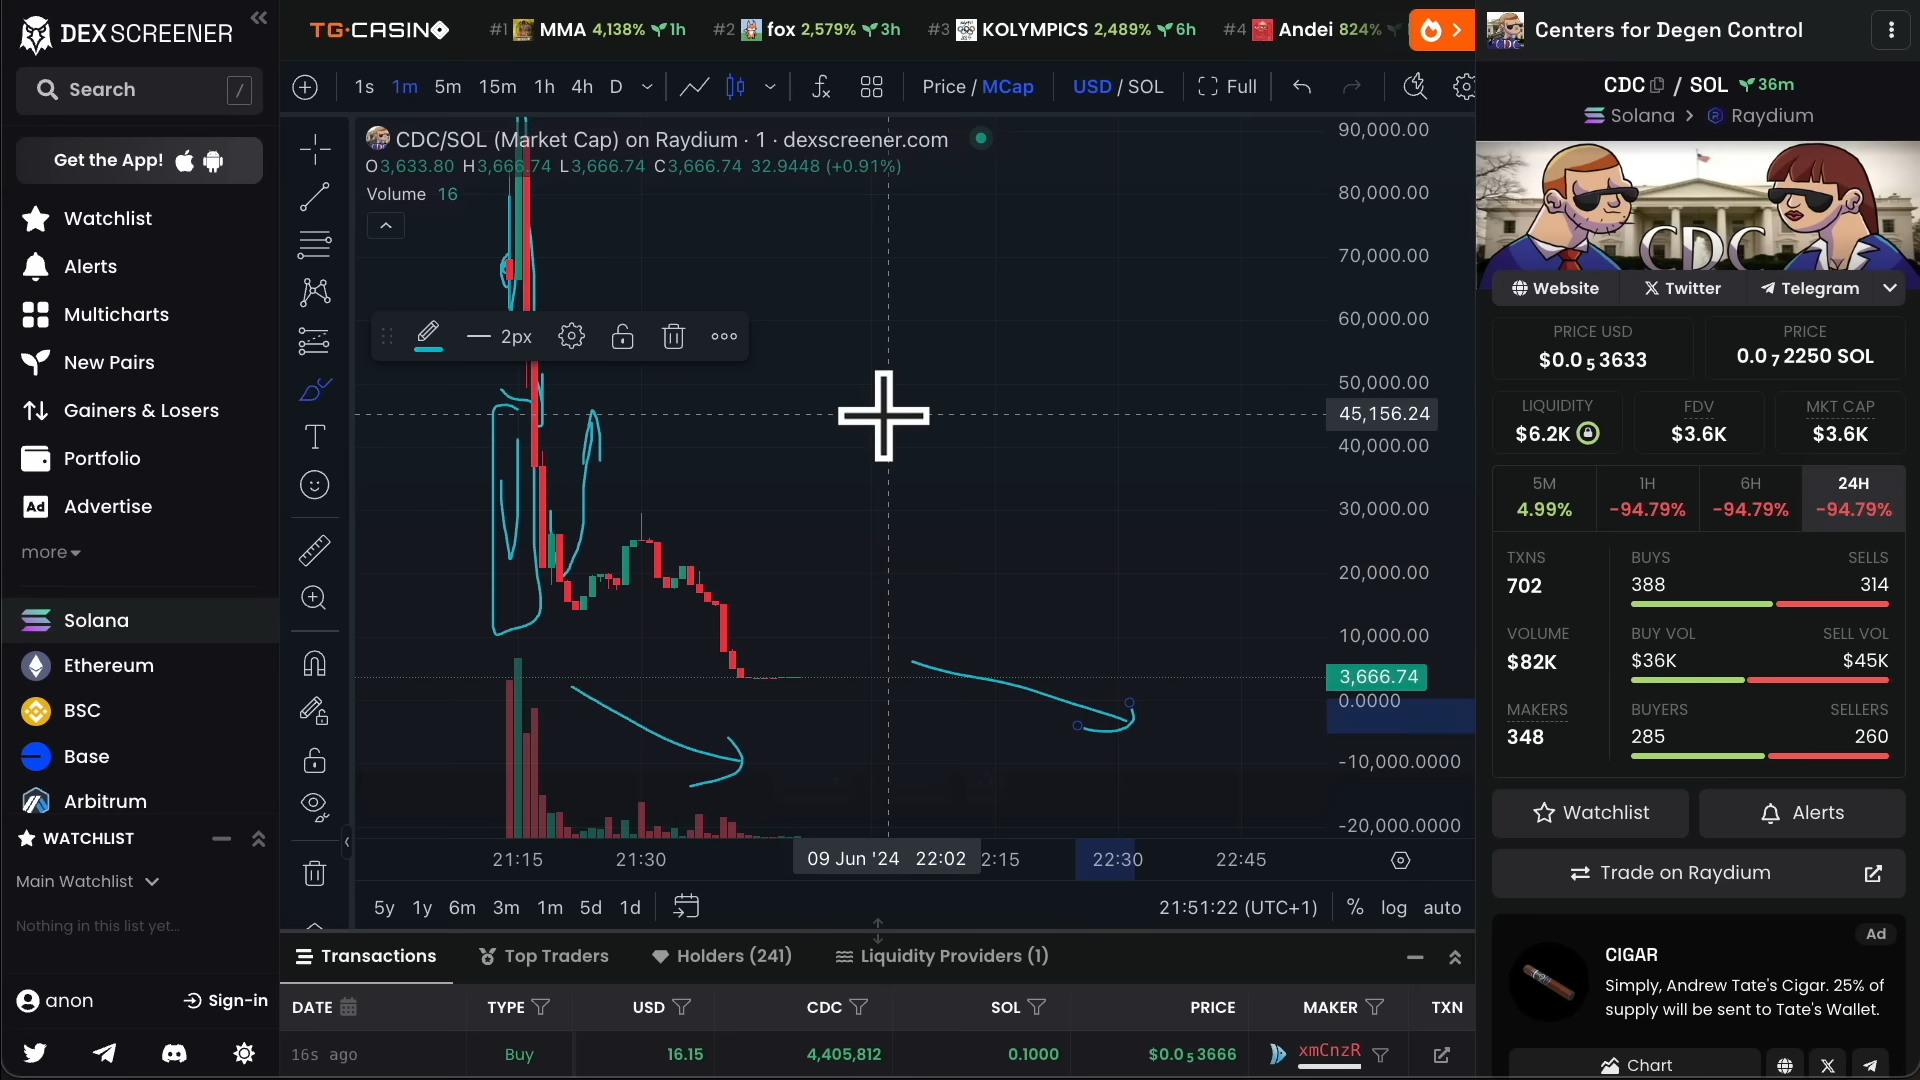 DEX SCREENER
Search
/
Get the App!
Watchlist
Alerts
Multicharts
New Pairs
Gainers & Losers
Portfolio
Ad
Advertise
more
Solana
Ethereum
BSC
Base
Arbitrum
WATCHLIST
Main Watchlist
Nothing in this list yet...
anon
Sign-in
TG.CASINO
#1 MMA 4,138% 1h
#2 fox 2,579% 3h
#3 KOLYMPICS 2,489% 6h
#4 Andei 824%
1s 1m 5m 15m 1h 4h D
Price / MCap
USD / SOL
Full
CDC/SOL (Market Cap) on Raydium · 1 · dexscreener.com
O3,633.80 H3,666.74 L3,666.74 C3,666.74 32.9448 (+0.91%)
Volume 16
2px
90,000.00
80,000.00
70,000.00
60,000.00
50,000.00
45,156.24
40,000.00
30,000.00
20,000.00
10,000.00
3,666.74
0.0000
-10,000.0000
-20,000.0000
21:15
21:30
09 Jun '24 22:02
2:15
22:30
22:45
5y 1y 6m 3m 1m 5d 1d
21:51:22 (UTC+1)
% log auto
Transactions
Top Traders
Holders (241)
Liquidity Providers (1)
DATE TYPE USD CDC SOL PRICE MAKER TXN
16s ago Buy 16.15 4,405,812 0.1000 $0.0₅3666 xmCnzR
Centers for Degen Control
CDC / SOL 36m
Solana > Raydium
CDC
Website
Twitter
Telegram
PRICE USD
$0.0₅3633
PRICE
0.0₇2250 SOL
LIQUIDITY
$6.2K
FDV
$3.6K
MKT CAP
$3.6K
5M
4.99%
1H
-94.79%
6H
-94.79%
24H
-94.79%
TXNS
702
BUYS
388
SELLS
314
VOLUME
$82K
BUY VOL
$36K
SELL VOL
$45K
MAKERS
348
BUYERS
285
SELLERS
260
Watchlist
Alerts
Trade on Raydium
Ad
CIGAR
Simply, Andrew Tate's Cigar. 25% of
supply will be sent to Tate's Wallet.
Chart